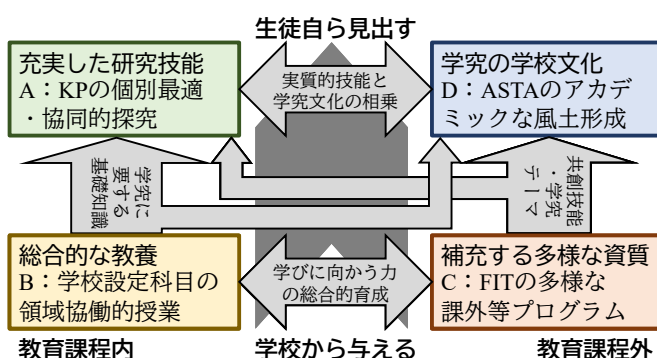 生徒自ら見出す
充実した研究技能
A：KPの個別最適
・協同的探究
実質的技能と
学究文化の相乗
学究の学校文化
D：ASTAのアカデ
ミックな風土形成
学究に
要する
基礎知識
共創技能
・学究
テーマ
総合的な教養
B：学校設定科目の
領域協働的授業
学びに向かう力
の総合的育成
補充する多様な資質
C：FITの多様な
課外等プログラム
教育課程内
学校から与える
教育課程外